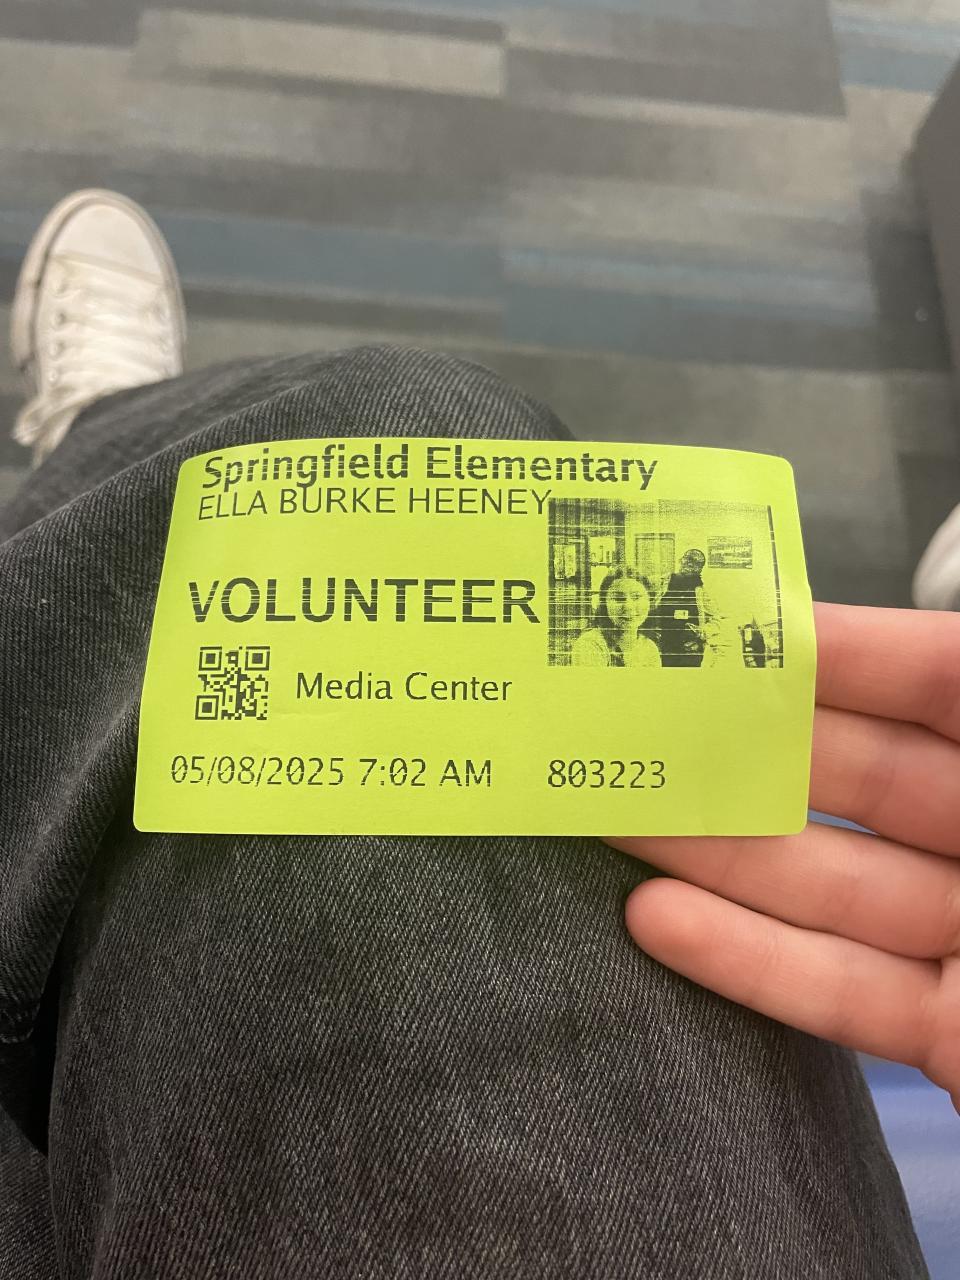 Springfield Elementary
ELLA BURKE HEENEY
VOLUNTEER
Media Center
05/08/2025 7:02 AM 803223